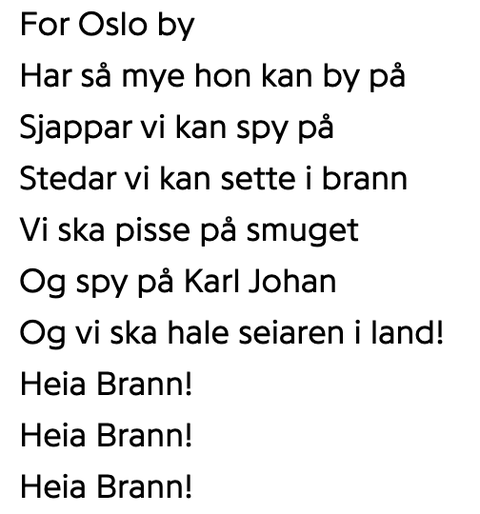 For Oslo by
Har så mye hon kan by på
Sjappar vi kan spy på
Stedar vi kan sette i brann
Vi ska pisse på smuget
Og spy på Karl Johan
Og vi ska hale seiaren i land!
Heia Brann!
Heia Brann!
Heia Brann!